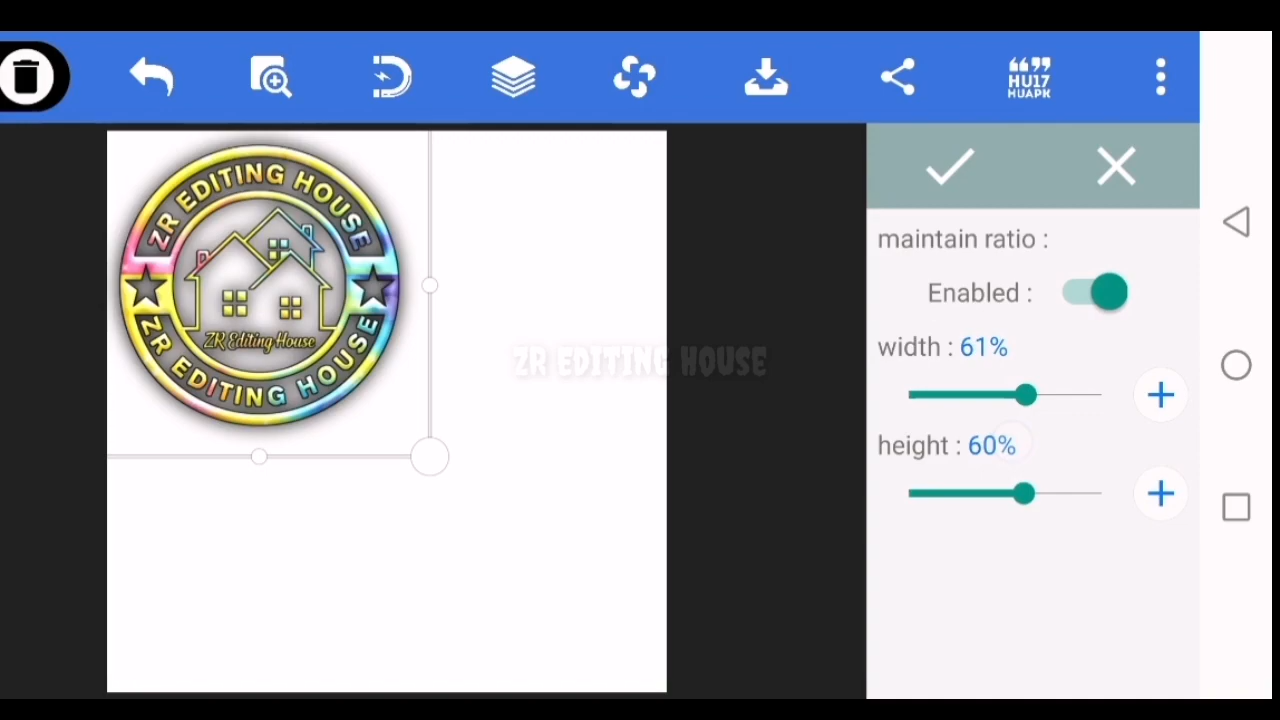 ❝❞
HU17
HUAPK
ZR EDITING HOUSE
ZR Editing House
ZR EDITING HOUSE
ZR EDITING HOUSE
maintain ratio :
Enabled :
width : 61%
height : 60%